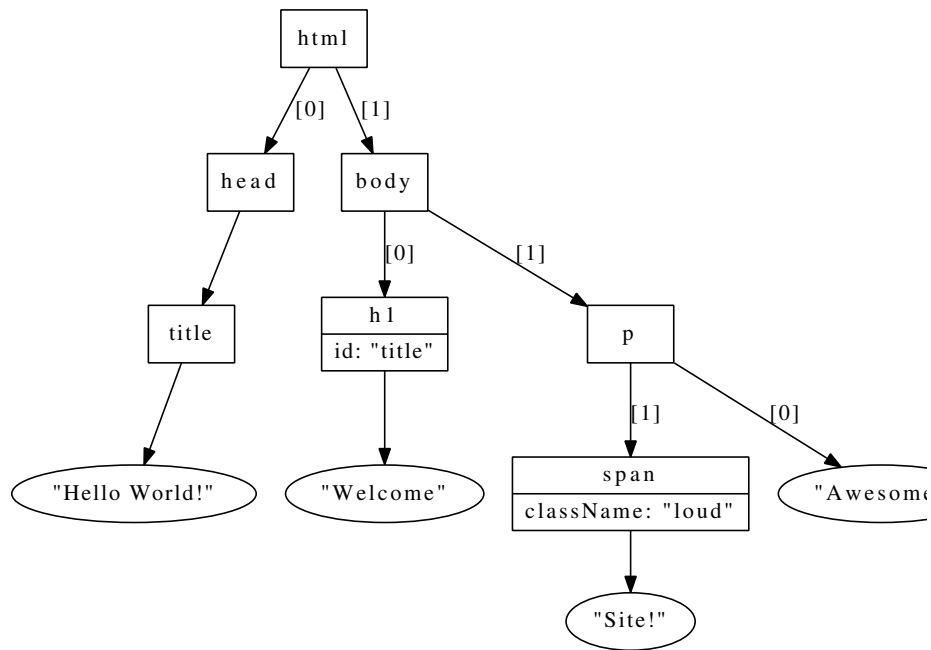 html
[0]
[1]
head
body
[0]
[1]
title
h1
id: "title"
p
[1]
[0]
"Hello World!"
"Welcome"
span
className: "loud"
"Awesome
"Site!"